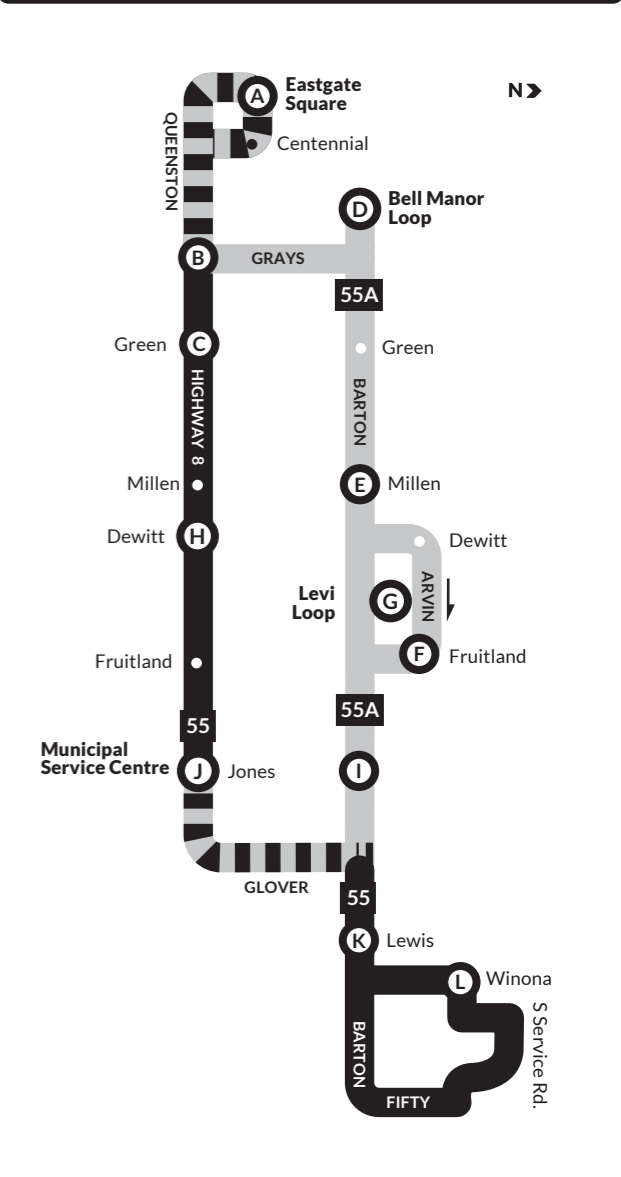 A
Eastgate
Square
N
QUEENSTON
Centennial
D
Bell Manor
Loop
B
GRAYS
55A
Green
C
Green
HIGHWAY 8
BARTON
Millen
E
Millen
Dewitt
H
Dewitt
Levi
Loop
G
ARVIN
F
Fruitland
Fruitland
55A
55
Municipal
Service Centre
J
Jones
I
GLOVER
55
K
Lewis
L
Winona
S Service Rd.
BARTON
FIFTY